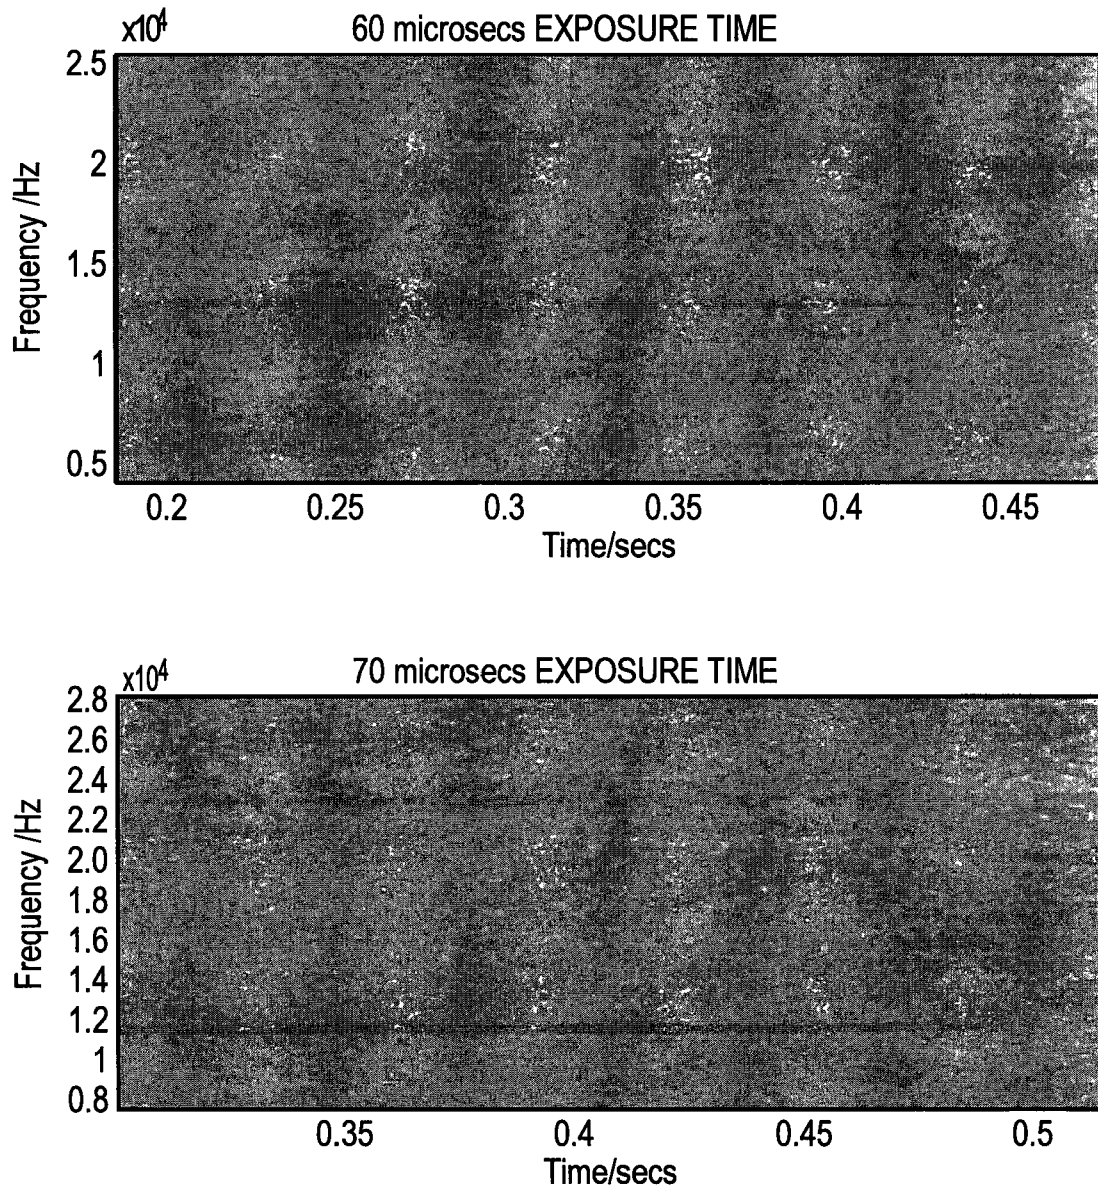 x10⁴ 60 microsecs EXPOSURE TIME
2.5
2
1.5
1
0.5
Frequency /Hz
0.2 0.25 0.3 0.35 0.4 0.45
Time/secs
x10⁴ 70 microsecs EXPOSURE TIME
2.8
2.6
2.4
2.2
2.0
1.8
1.6
1.4
1.2
1
0.8
Frequency /Hz
0.35 0.4 0.45 0.5
Time/secs